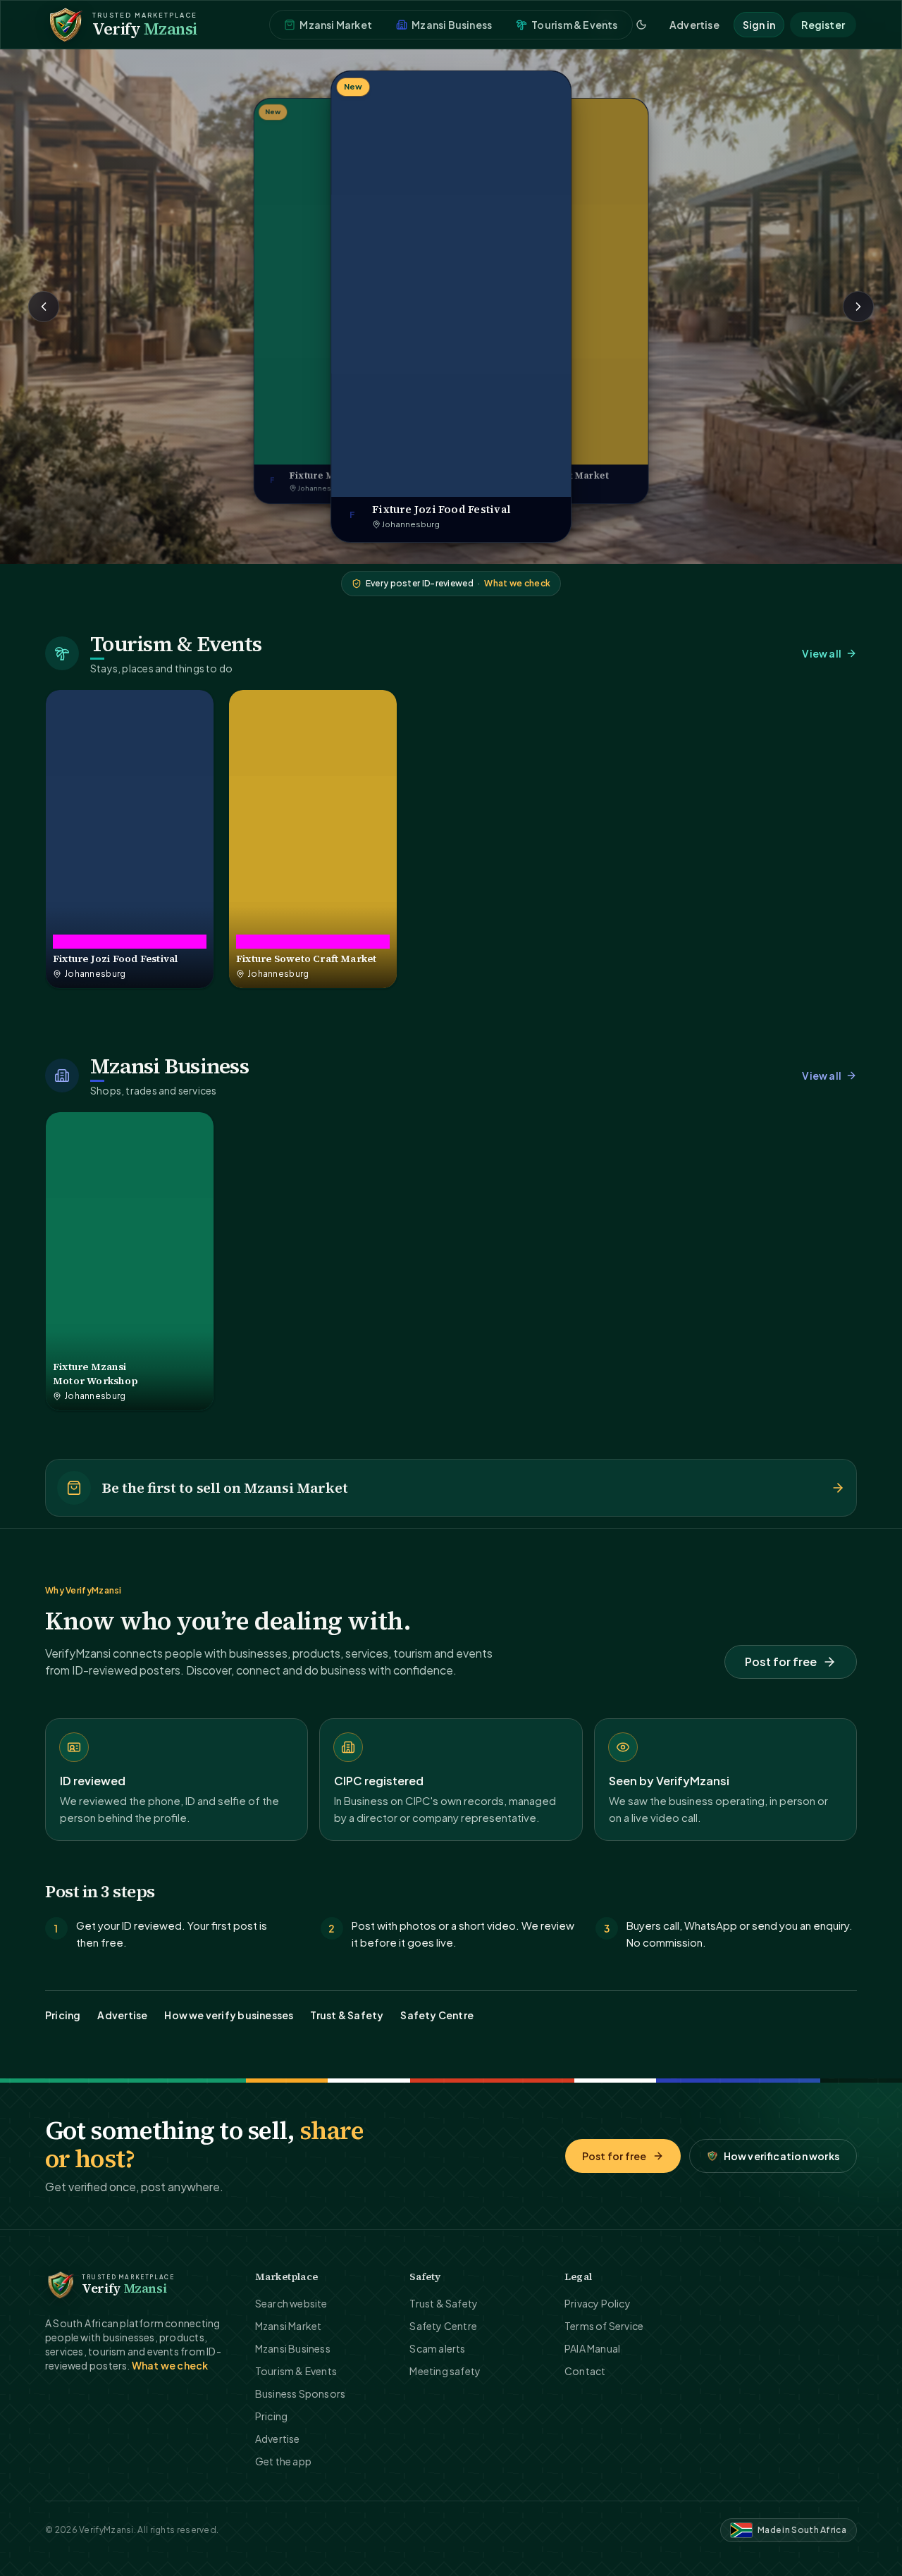 TRUSTED MARKETPLACE
Verify Mzansi
Mzansi Market
Mzansi Business
Tourism & Events
Advertise
Sign in
Register
New
New
Fixture M
Johannes
Fixture Jozi Food Festival
Johannesburg
F
F
Market
Every poster ID-reviewed · What we check
Tourism & Events
Stays, places and things to do
View all
Fixture Jozi Food Festival
Johannesburg
Fixture Soweto Craft Market
Johannesburg
Mzansi Business
Shops, trades and services
View all
Fixture Mzansi
Motor Workshop
Johannesburg
Be the first to sell on Mzansi Market
Why VerifyMzansi
Know who you’re dealing with.
VerifyMzansi connects people with businesses, products, services, tourism and events
from ID-reviewed posters. Discover, connect and do business with confidence.
Post for free
ID reviewed
We reviewed the phone, ID and selfie of the
person behind the profile.
CIPC registered
In Business on CIPC's own records, managed
by a director or company representative.
Seen by VerifyMzansi
We saw the business operating, in person or
on a live video call.
Post in 3 steps
1
Get your ID reviewed. Your first post is
then free.
2
Post with photos or a short video. We review
it before it goes live.
3
Buyers call, WhatsApp or send you an enquiry.
No commission.
Pricing
Advertise
How we verify businesses
Trust & Safety
Safety Centre
Got something to sell, share
or host?
Get verified once, post anywhere.
Post for free
How verification works
TRUSTED MARKETPLACE
Verify Mzansi
A South African platform connecting
people with businesses, products,
services, tourism and events from ID-
reviewed posters. What we check
Marketplace
Search website
Mzansi Market
Mzansi Business
Tourism & Events
Business Sponsors
Pricing
Advertise
Get the app
Safety
Trust & Safety
Safety Centre
Scam alerts
Meeting safety
Legal
Privacy Policy
Terms of Service
PAIA Manual
Contact
© 2026 VerifyMzansi. All rights reserved.
Made in South Africa